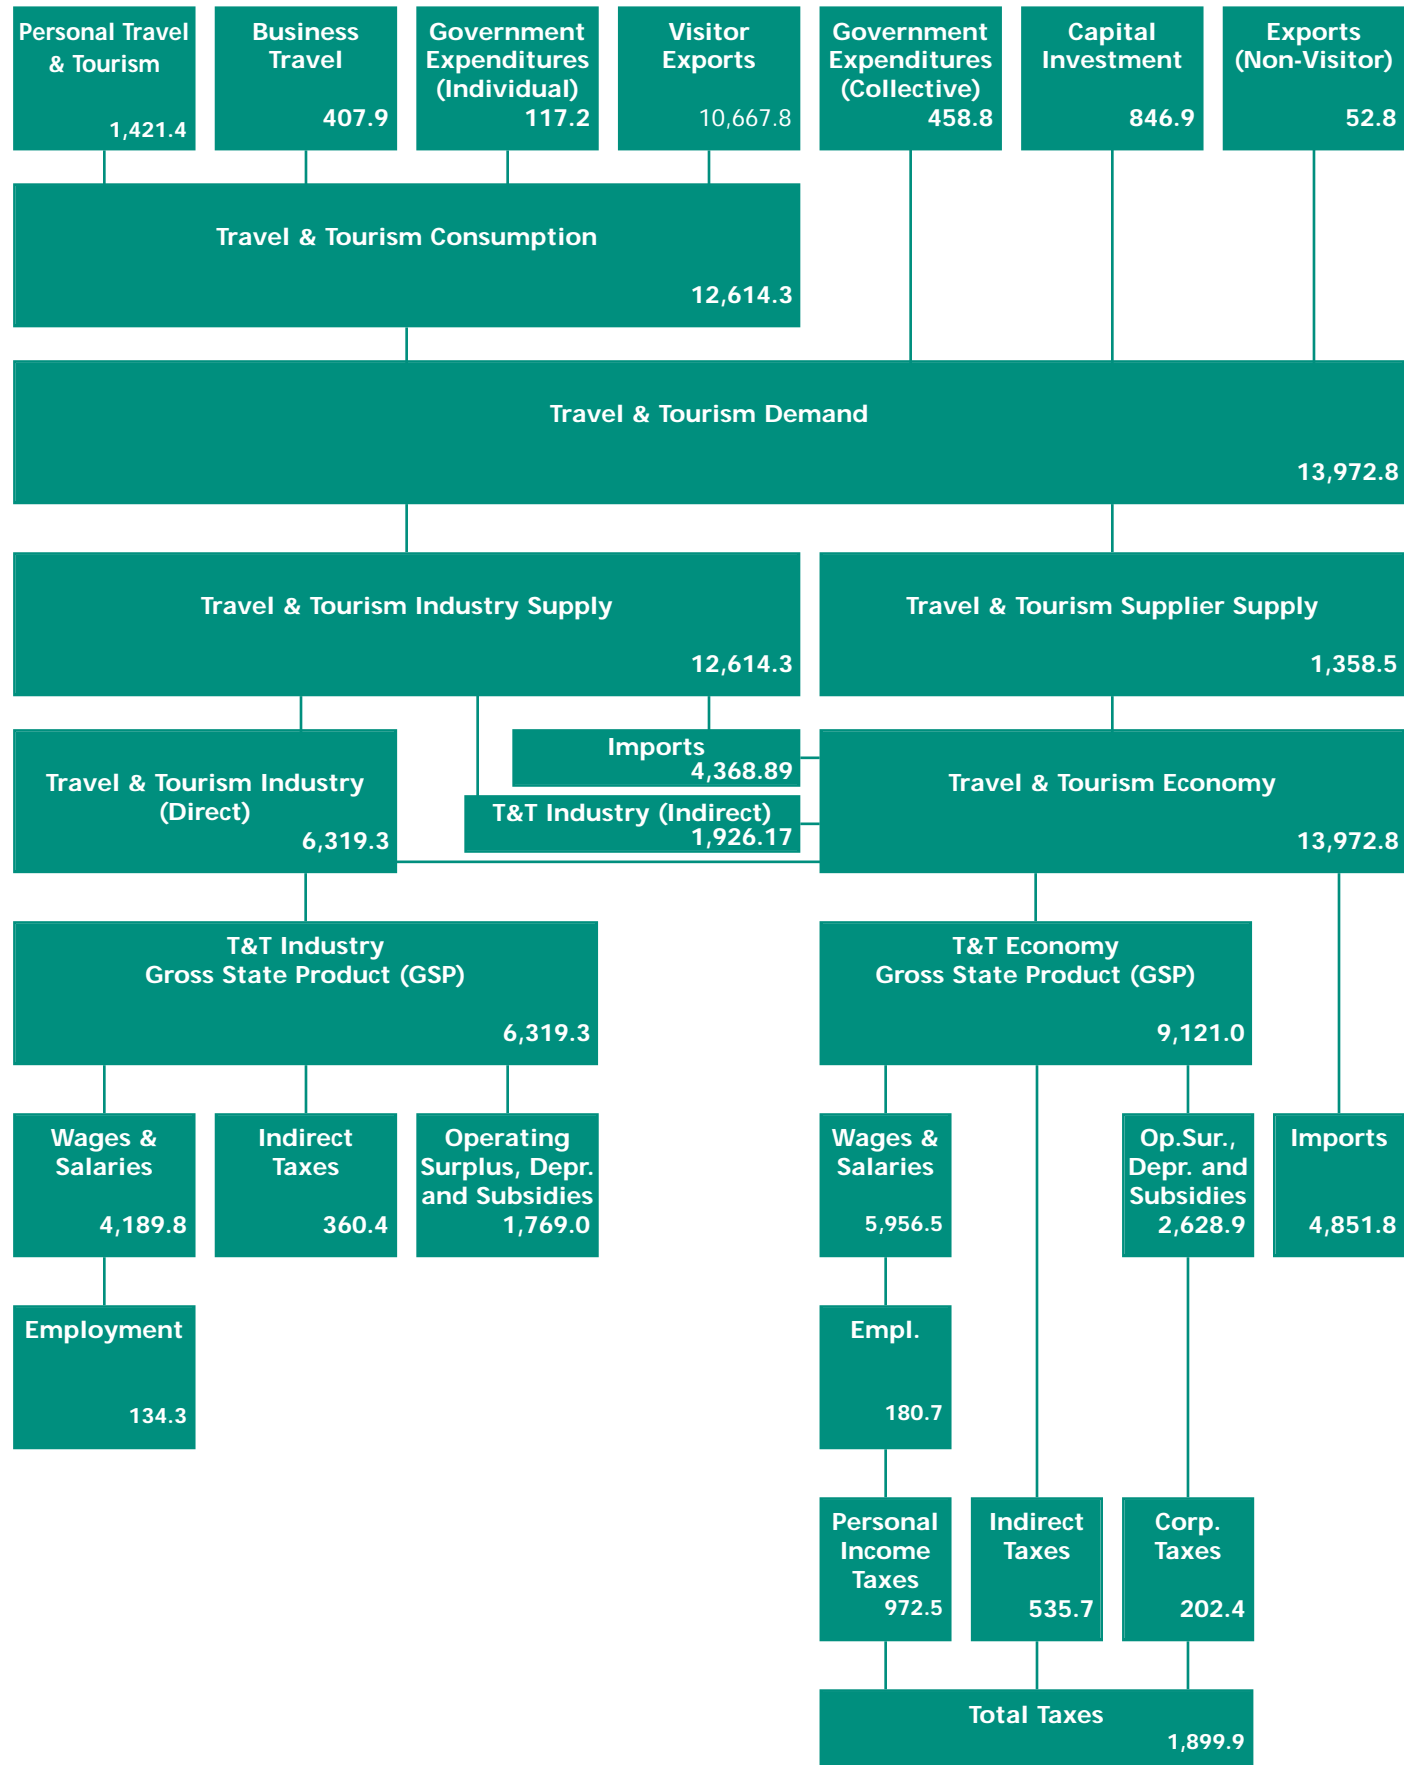 Personal Travel
& Tourism
1,421.4
Business
Travel
407.9
Government
Expenditures
(Individual)
117.2
Visitor
Exports
10,667.8
Government
Expenditures
(Collective)
458.8
Capital
Investment
846.9
Exports
(Non-Visitor)
52.8
Travel & Tourism Consumption
12,614.3
Travel & Tourism Demand
13,972.8
Travel & Tourism Industry Supply
12,614.3
Travel & Tourism Supplier Supply
1,358.5
Travel & Tourism Industry
(Direct)
6,319.3
Imports
4,368.89
T&T Industry (Indirect)
1,926.17
Travel & Tourism Economy
13,972.8
T&T Industry
Gross State Product (GSP)
6,319.3
T&T Economy
Gross State Product (GSP)
9,121.0
Wages &
Salaries
4,189.8
Indirect
Taxes
360.4
Operating
Surplus, Depr.
and Subsidies
1,769.0
Wages &
Salaries
5,956.5
Op.Sur.,
Depr. and
Subsidies
2,628.9
Imports
4,851.8
Employment
134.3
Empl.
180.7
Personal
Income
Taxes
972.5
Indirect
Taxes
535.7
Corp.
Taxes
202.4
Total Taxes
1,899.9